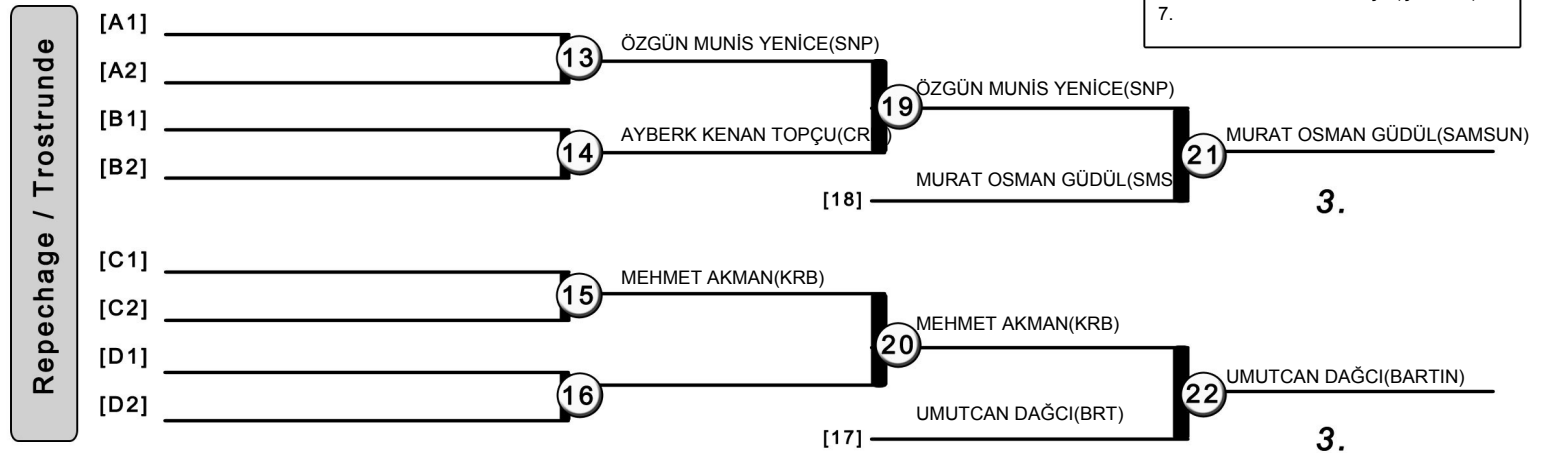 7.
Repechage / Trostrunde
[A1]
[A2]
13
ÖZGÜN MUNİS YENİCE(SNP)
[B1]
[B2]
14
AYBERK KENAN TOPÇU(CR
19
ÖZGÜN MUNİS YENİCE(SNP)
[18]
MURAT OSMAN GÜDÜL(SMS
21
MURAT OSMAN GÜDÜL(SAMSUN)
3.
[C1]
[C2]
15
MEHMET AKMAN(KRB)
[D1]
[D2]
16
20
MEHMET AKMAN(KRB)
[17]
UMUTCAN DAĞCI(BRT)
22
UMUTCAN DAĞCI(BARTIN)
3.